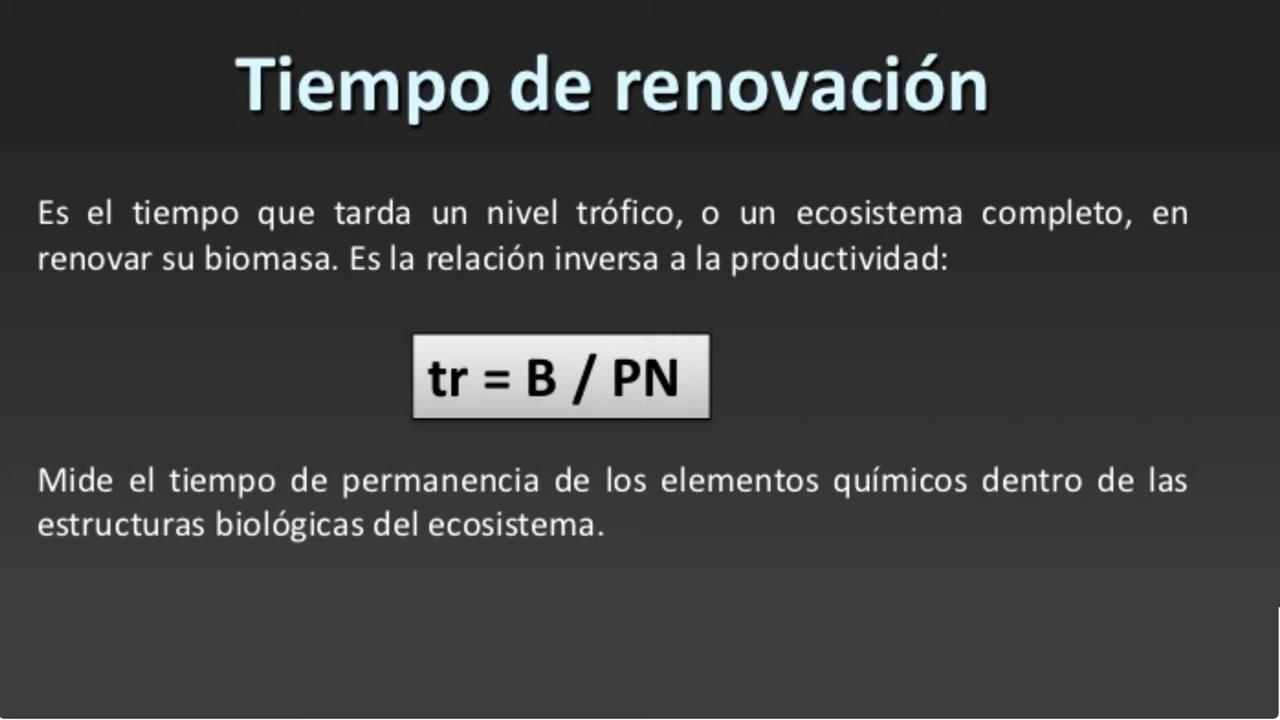 Tiempo de renovación
Es el tiempo que tarda un nivel trófico, o un ecosistema completo, en
renovar su biomasa. Es la relación inversa a la productividad:
tr = B / PN
Mide el tiempo de permanencia de los elementos químicos dentro de las
estructuras biológicas del ecosistema.